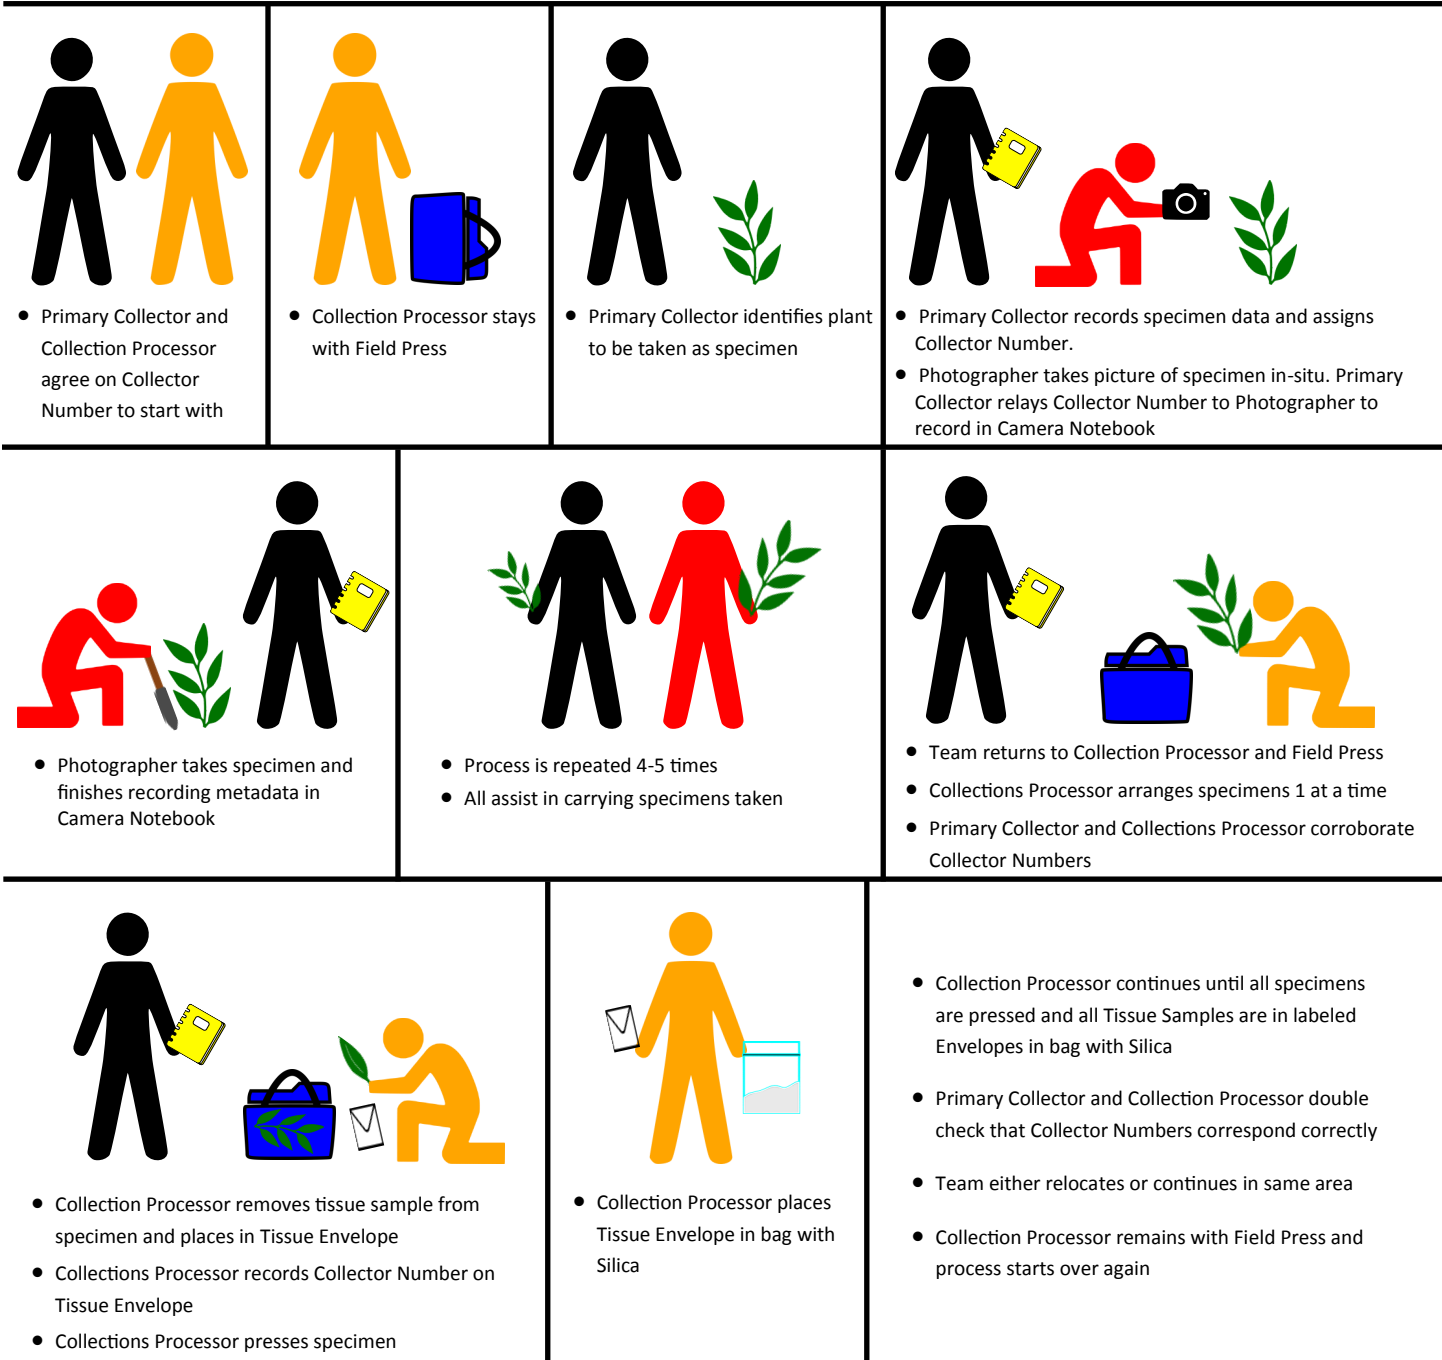 • Primary Collector and
Collection Processor
agree on Collector
Number to start with
• Collection Processor stays
with Field Press
• Primary Collector identifies plant
to be taken as specimen
• Primary Collector records specimen data and assigns
Collector Number.
• Photographer takes picture of specimen in-situ. Primary
Collector relays Collector Number to Photographer to
record in Camera Notebook
• Photographer takes specimen and
finishes recording metadata in
Camera Notebook
• Process is repeated 4-5 times
• All assist in carrying specimens taken
• Team returns to Collection Processor and Field Press
• Collections Processor arranges specimens 1 at a time
• Primary Collector and Collections Processor corroborate
Collector Numbers
• Collection Processor removes tissue sample from
specimen and places in Tissue Envelope
• Collections Processor records Collector Number on
Tissue Envelope
• Collections Processor presses specimen
• Collection Processor places
Tissue Envelope in bag with
Silica
• Collection Processor continues until all specimens
are pressed and all Tissue Samples are in labeled
Envelopes in bag with Silica
• Primary Collector and Collection Processor double
check that Collector Numbers correspond correctly
• Team either relocates or continues in same area
• Collection Processor remains with Field Press and
process starts over again